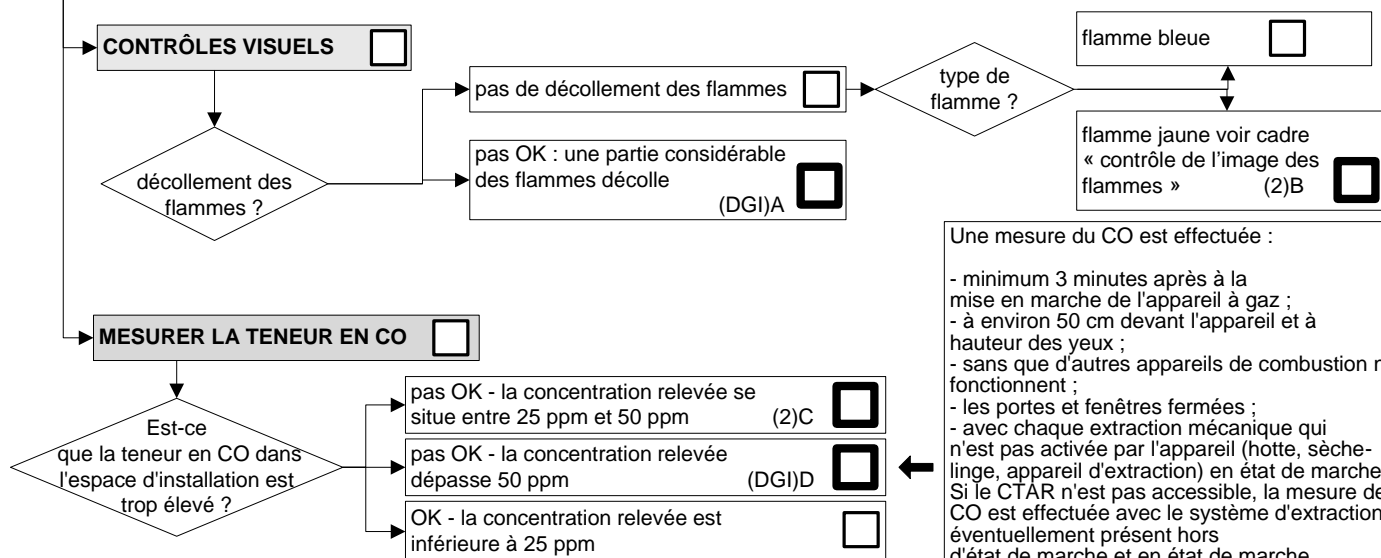 CONTRÔLES VISUELS
décollement des
flammes ?
pas de décollement des flammes
pas OK : une partie considérable
des flammes décolle
(DGI)A
type de
flamme ?
flamme bleue
flamme jaune voir cadre
« contrôle de l'image des
flammes » (2)B
MESURER LA TENEUR EN CO
Est-ce
que la teneur en CO dans
l'espace d'installation est
trop élevé ?
pas OK - la concentration relevée se
situe entre 25 ppm et 50 ppm (2)C
pas OK - la concentration relevée
dépasse 50 ppm (DGI)D
OK - la concentration relevée est
inférieure à 25 ppm
Une mesure du CO est effectuée :
- minimum 3 minutes après à la
mise en marche de l'appareil à gaz ;
- à environ 50 cm devant l'appareil et à
hauteur des yeux ;
- sans que d'autres appareils de combustion
fonctionnent ;
- les portes et fenêtres fermées ;
- avec chaque extraction mécanique qui
n'est pas activée par l'appareil (hotte, sèche-
linge, appareil d'extraction) en état de marche
Si le CTAR n'est pas accessible, la mesure de
CO est effectuée avec le système d'extraction
éventuellement présent hors
d'état de marche et en état de marche